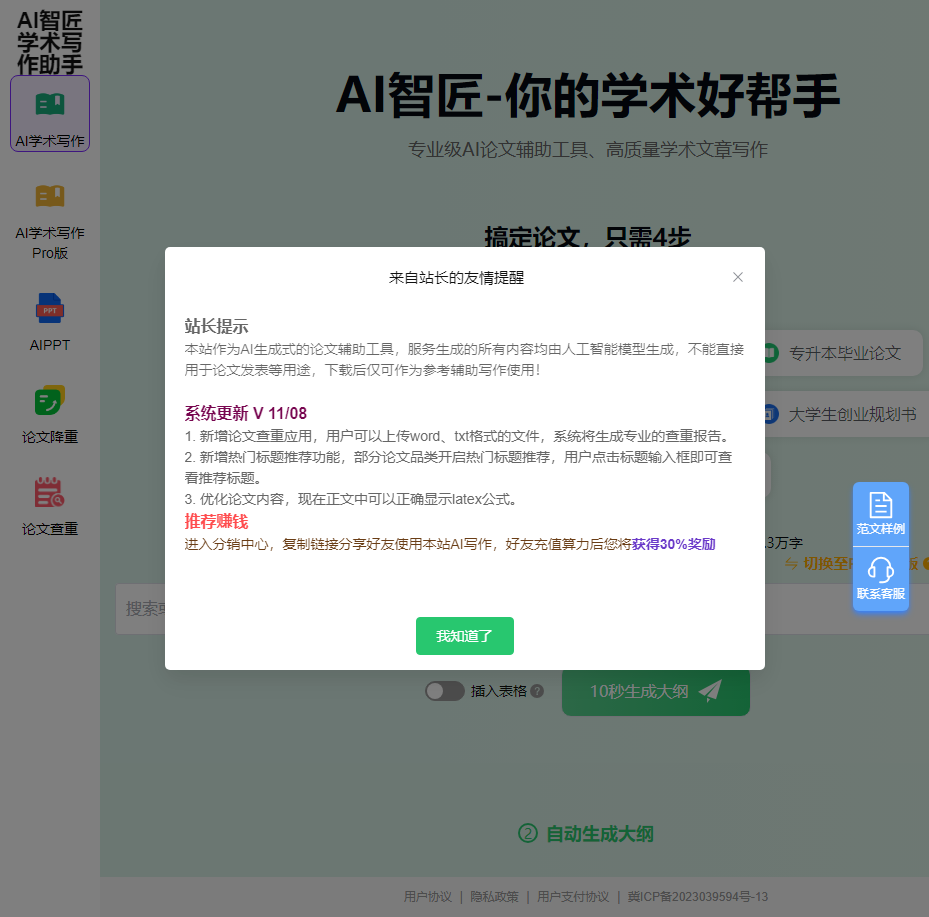 AI智匠
学术写
作助手
AI学术写作
AI学术写作
Pro版
PPT
AIPPT
论文降重
论文查重
AI智匠-你的学术好帮手
专业级AI论文辅助工具、高质量学术文章写作
搞定论文，只需4步
来自站长的友情提醒
站长提示
本站作为AI生成式的论文辅助工具，服务生成的所有内容均由人工智能模型生成，不能直接
用于论文发表等用途，下载后仅可作为参考辅助写作使用！
系统更新 V 11/08
1. 新增论文查重应用，用户可以上传word、txt格式的文件，系统将生成专业的查重报告。
2. 新增热门标题推荐功能，部分论文品类开启热门标题推荐，用户点击标题输入框即可查
看推荐标题。
3. 优化论文内容，现在正文中可以正确显示latex公式。
推荐赚钱
进入分销中心，复制链接分享好友使用本站AI写作，好友充值算力后您将获得30%奖励
我知道了
专升本毕业论文
大学生创业规划书
.3万字
切换至
版
范文样例
联系客服
搜索
插入表格 ?
10秒生成大纲
② 自动生成大纲
用户协议 | 隐私政策 | 用户支付协议 | 冀ICP备2023039594号-13